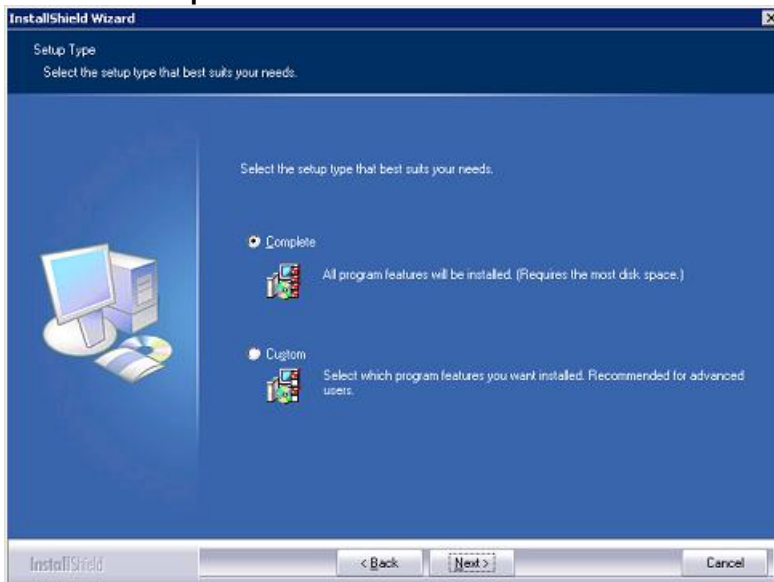 InstallShield Wizard
Setup Type
Select the setup type that best suits your needs.
Select the setup type that best suits your needs.
Complete
All program features will be installed. (Requires the most disk space.)
Custom
Select which program features you want installed. Recommended for advanced
users.
InstallShield
< Back
Next >
Cancel